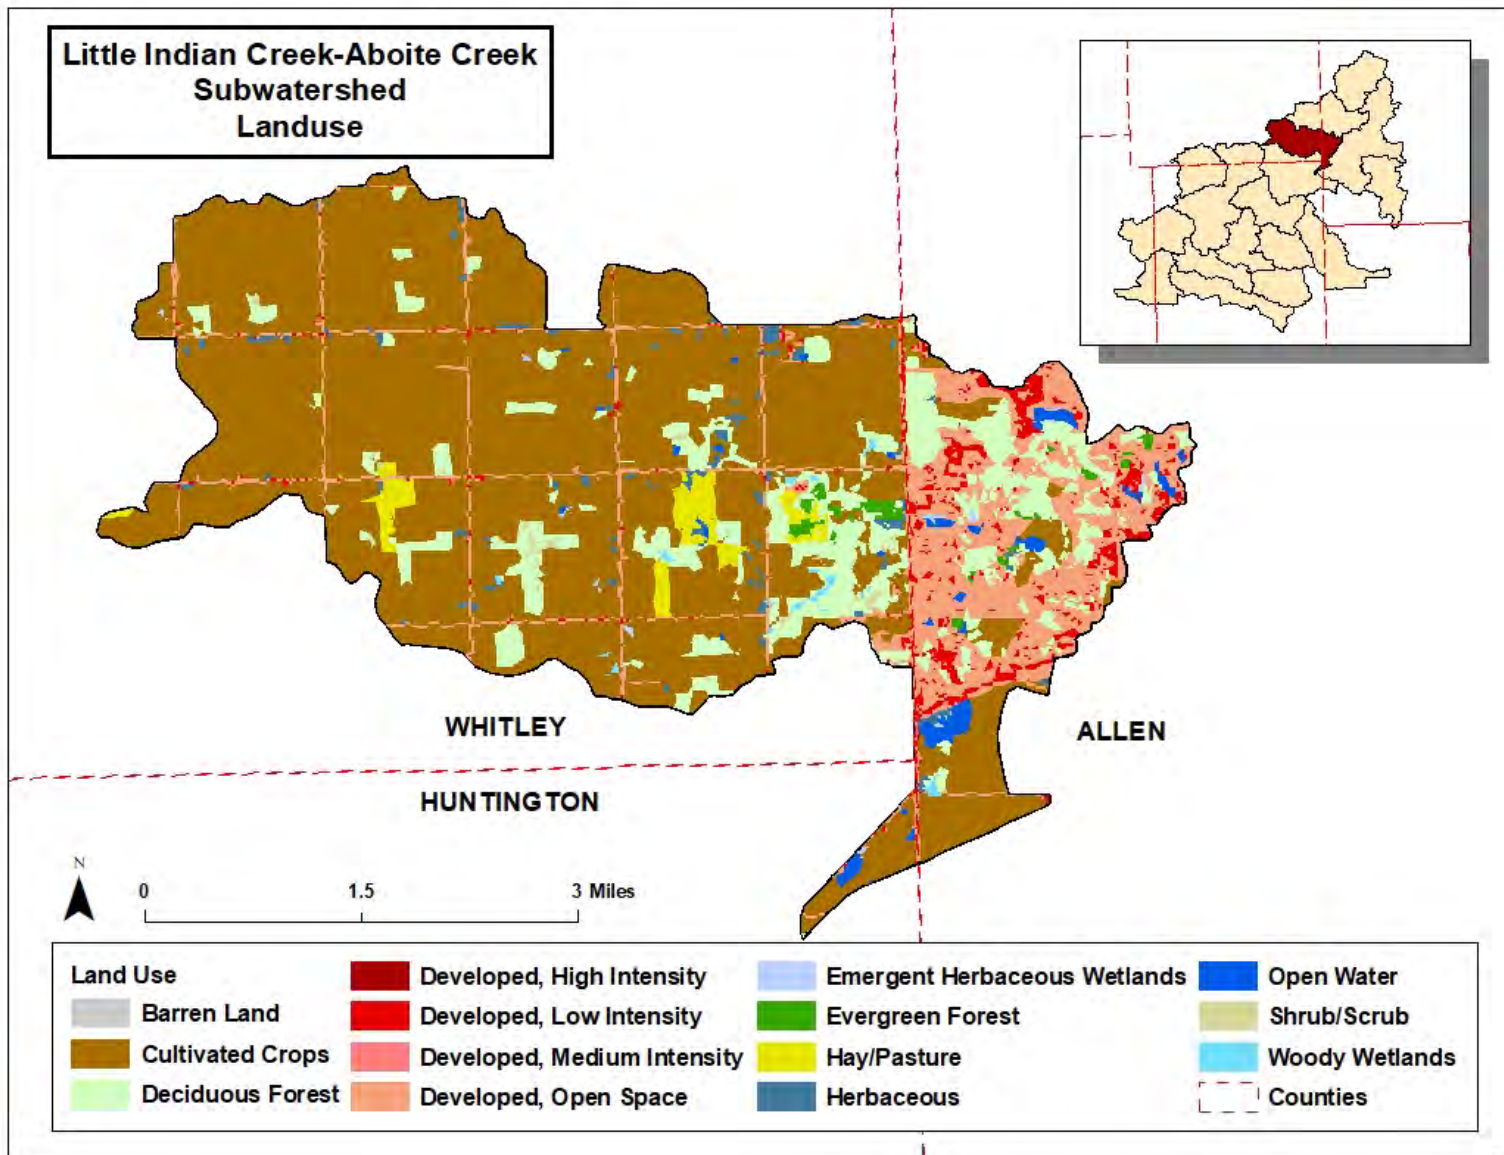 Little Indian Creek-Aboite Creek
Subwatershed
Landuse
WHITLEY
ALLEN
HUNTINGTON
N
0 1.5 3 Miles
Land Use
Barren Land
Cultivated Crops
Deciduous Forest
Developed, High Intensity
Developed, Low Intensity
Developed, Medium Intensity
Developed, Open Space
Emergent Herbaceous Wetlands
Evergreen Forest
Hay/Pasture
Herbaceous
Open Water
Shrub/Scrub
Woody Wetlands
Counties